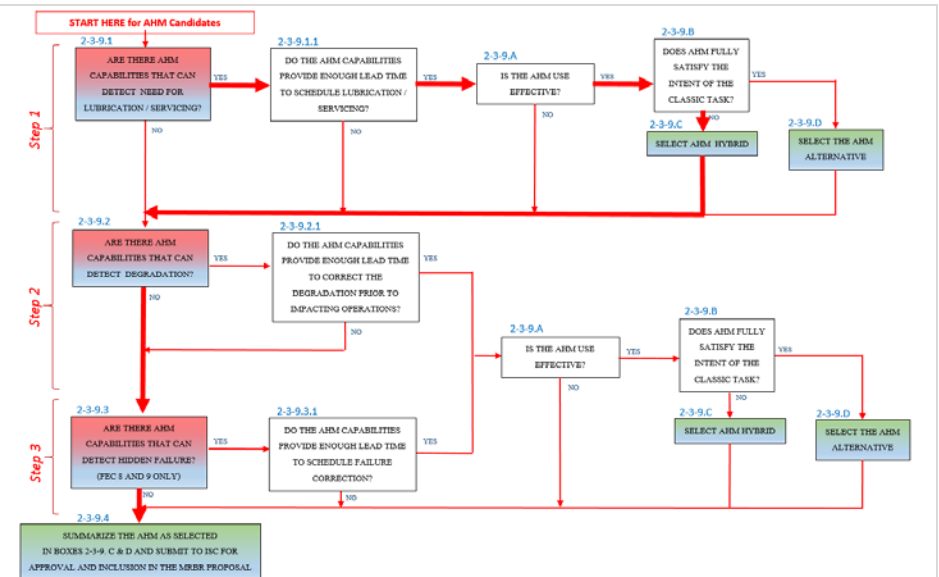 START HERE for AHM Candidates
2-3-9.1
ARE THERE AHM
CAPABILITIES THAT CAN
DETECT NEED FOR
LUBRICATION / SERVICING?
YES
NO
2-3-9.1.1
DO THE AHM CAPABILITIES
PROVIDE ENOUGH LEAD TIME
TO SCHEDULE LUBRICATION /
SERVICING?
YES
NO
2-3-9.A
IS THE AHM USE
EFFECTIVE?
YES
NO
2-3-9.B
DOES AHM FULLY
SATISFY THE
INTENT OF THE
CLASSIC TASK?
YES
NO
2-3-9.C
SELECT AHM HYBRID
2-3-9.D
SELECT THE AHM
ALTERNATIVE
Step 1
2-3-9.2
ARE THERE AHM
CAPABILITIES THAT CAN
DETECT DEGRADATION?
YES
NO
2-3-9.2.1
DO THE AHM CAPABILITIES
PROVIDE ENOUGH LEAD TIME
TO CORRECT THE
DEGRADATION PRIOR TO
IMPACTING OPERATIONS?
YES
NO
Step 2
2-3-9.A
IS THE AHM USE
EFFECTIVE?
YES
NO
2-3-9.B
DOES AHM FULLY
SATISFY THE
INTENT OF THE
CLASSIC TASK?
YES
NO
2-3-9.C
SELECT AHM HYBRID
2-3-9.D
SELECT THE AHM
ALTERNATIVE
2-3-9.3
ARE THERE AHM
CAPABILITIES THAT CAN
DETECT HIDDEN FAILURE?
(FEC 8 AND 9 ONLY)
YES
NO
2-3-9.3.1
DO THE AHM CAPABILITIES
PROVIDE ENOUGH LEAD TIME
TO SCHEDULE FAILURE
CORRECTION?
YES
NO
Step 3
2-3-9.4
SUMMARIZE THE AHM AS SELECTED
IN BOXES 2-3-9. C & D AND SUBMIT TO ISC FOR
APPROVAL AND INCLUSION IN THE MRBR PROPOSAL